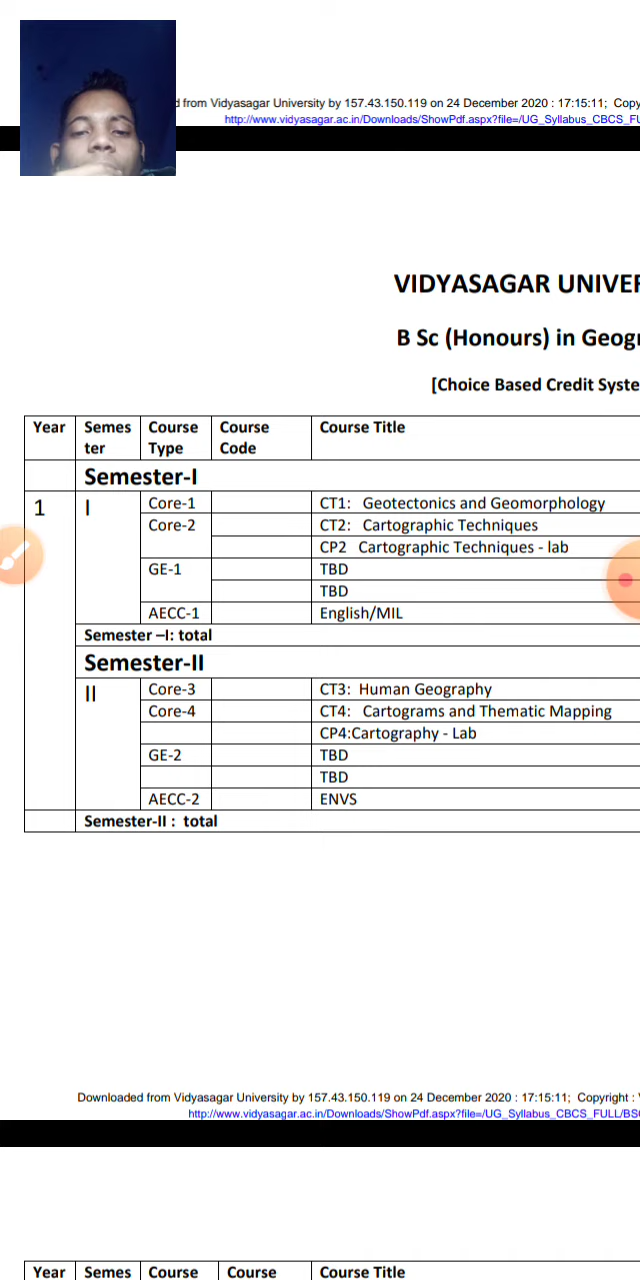 d from Vidyasagar University by 157.43.150.119 on 24 December 2020 : 17:15:11; Copy
http://www.vidyasagar.ac.in/Downloads/ShowPdf.aspx?file=/UG_Syllabus_CBCS_FU
VIDYASAGAR UNIVER
B Sc (Honours) in Geogr
[Choice Based Credit Syste
Year Semes ter Course Type Course Code Course Title
Semester-I
1 I Core-1 CT1: Geotectonics and Geomorphology
Core-2 CT2: Cartographic Techniques
CP2 Cartographic Techniques - lab
GE-1 TBD
TBD
AECC-1 English/MIL
Semester –I: total
Semester-II
II Core-3 CT3: Human Geography
Core-4 CT4: Cartograms and Thematic Mapping
CP4:Cartography - Lab
GE-2 TBD
TBD
AECC-2 ENVS
Semester-II : total
Downloaded from Vidyasagar University by 157.43.150.119 on 24 December 2020 : 17:15:11; Copyright : V
http://www.vidyasagar.ac.in/Downloads/ShowPdf.aspx?file=/UG_Syllabus_CBCS_FULL/BSC
Year Semes Course Course Course Title